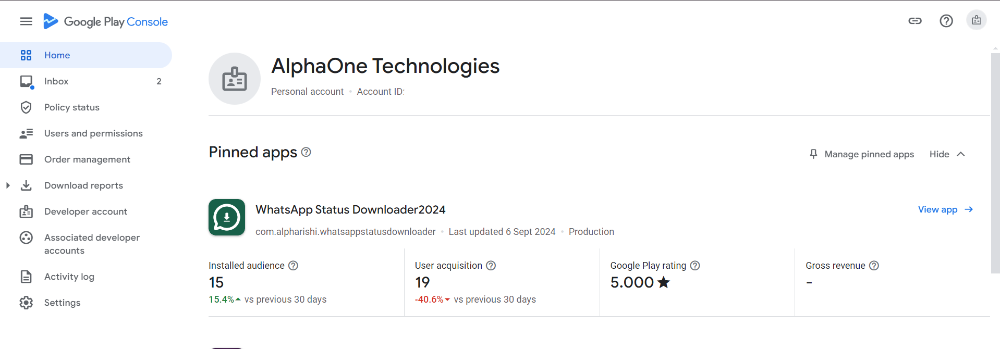 Google Play Console
Home
Inbox 2
Policy status
Users and permissions
Order management
Download reports
Developer account
Associated developer
accounts
Activity log
Settings
AlphaOne Technologies
Personal account • Account ID:
Pinned apps
Manage pinned apps Hide
WhatsApp Status Downloader2024
View app
com.alpharishi.whatsappstatusdownloader • Last updated 6 Sept 2024 • Production
Installed audience
15
15.4% vs previous 30 days
User acquisition
19
-40.6% vs previous 30 days
Google Play rating
5.000 ★
Gross revenue
-